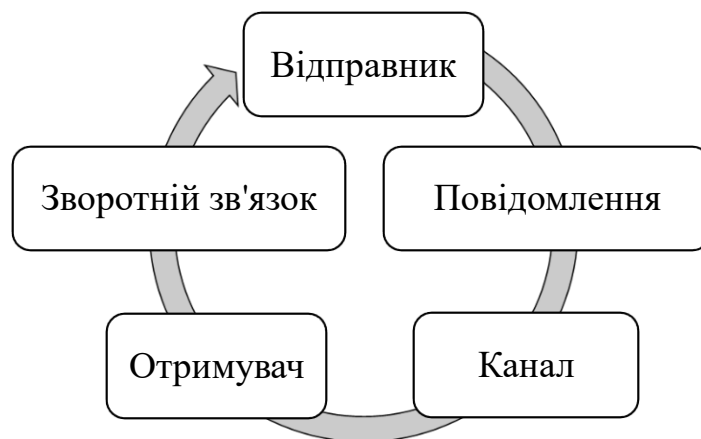 Відправник
Повідомлення
Канал
Отримувач
Зворотній зв'язок